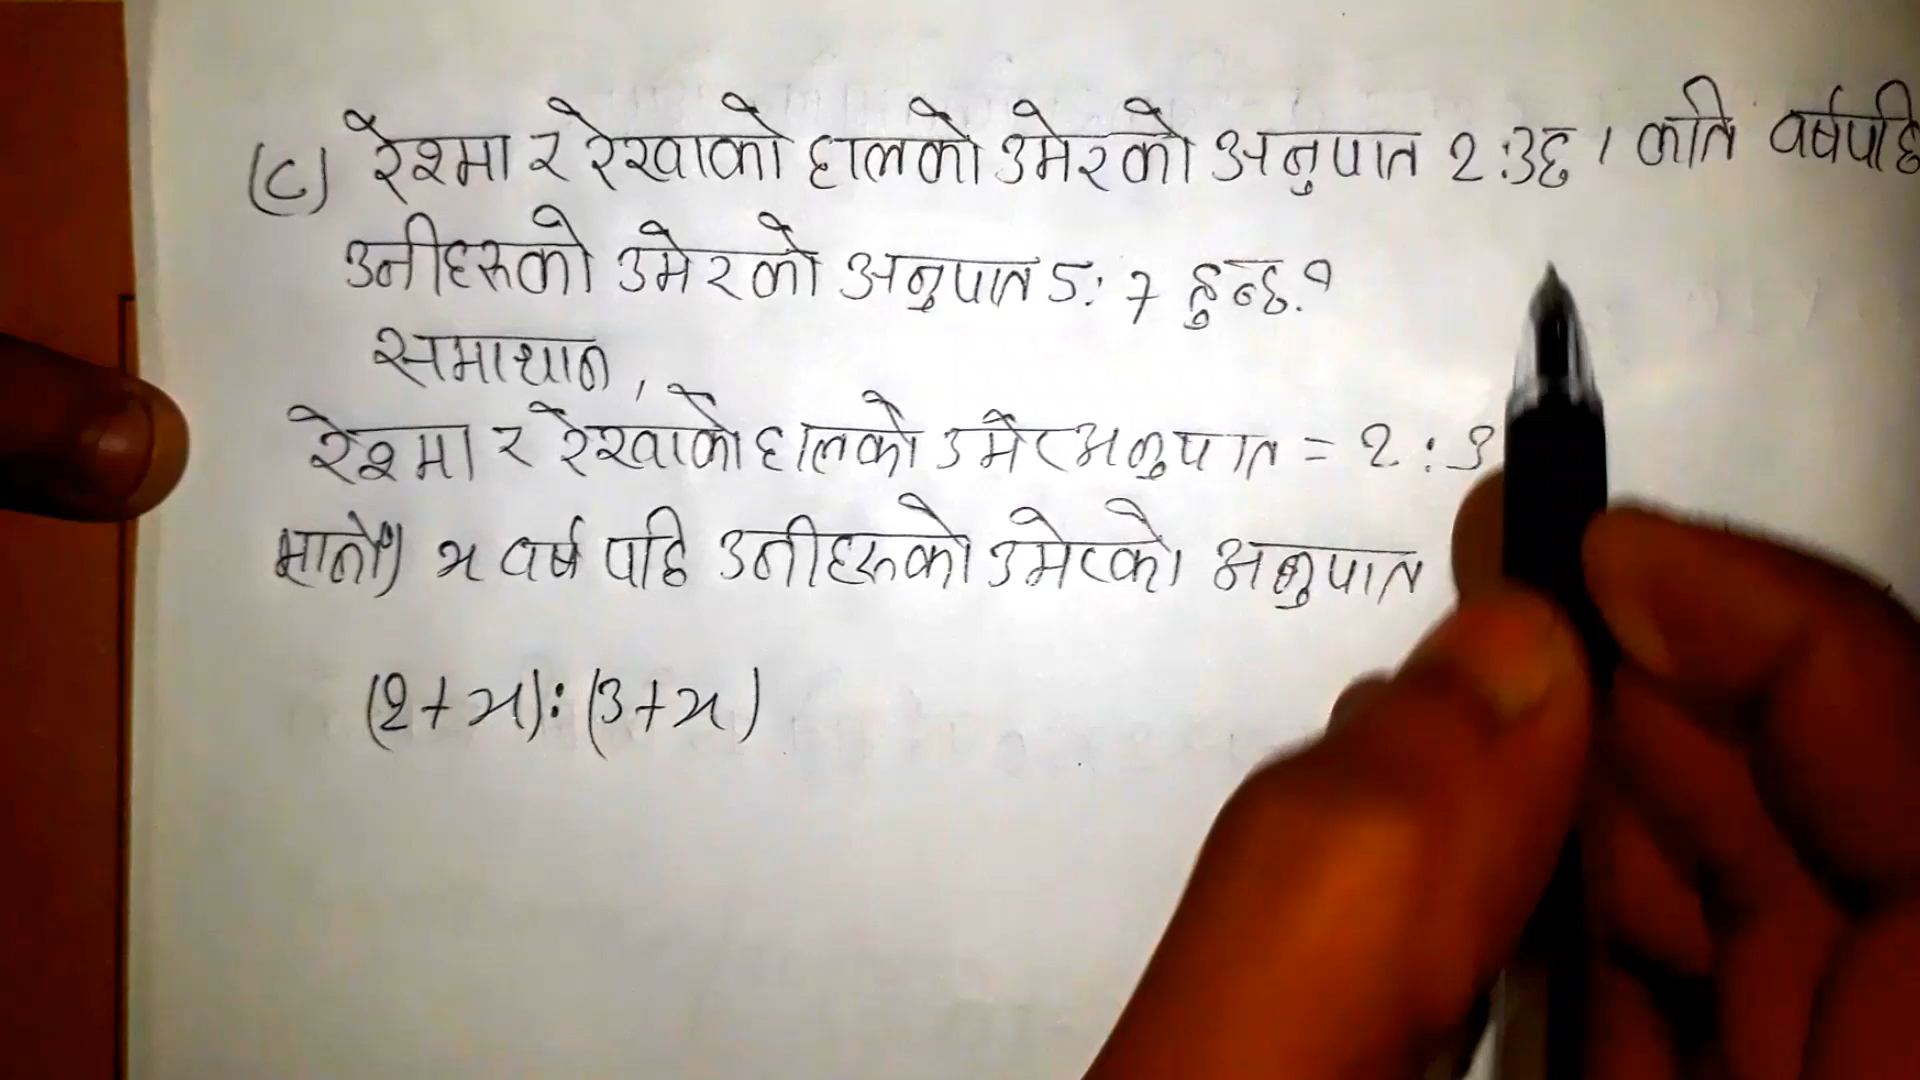 (c) रेश्मा र रेखाको हालको उमेरको अनुपात 2:3छ । कति वर्षपछि
उनीहरुको उमेरको अनुपात 5:7 हुन्छ.?
समाधान,
रेश्मा र रेखाको हालको उमेर अनुपात = 2:3
मानौं x वर्ष पछि उनीहरुको उमेरको अनुपात
(2+x):(3+x)